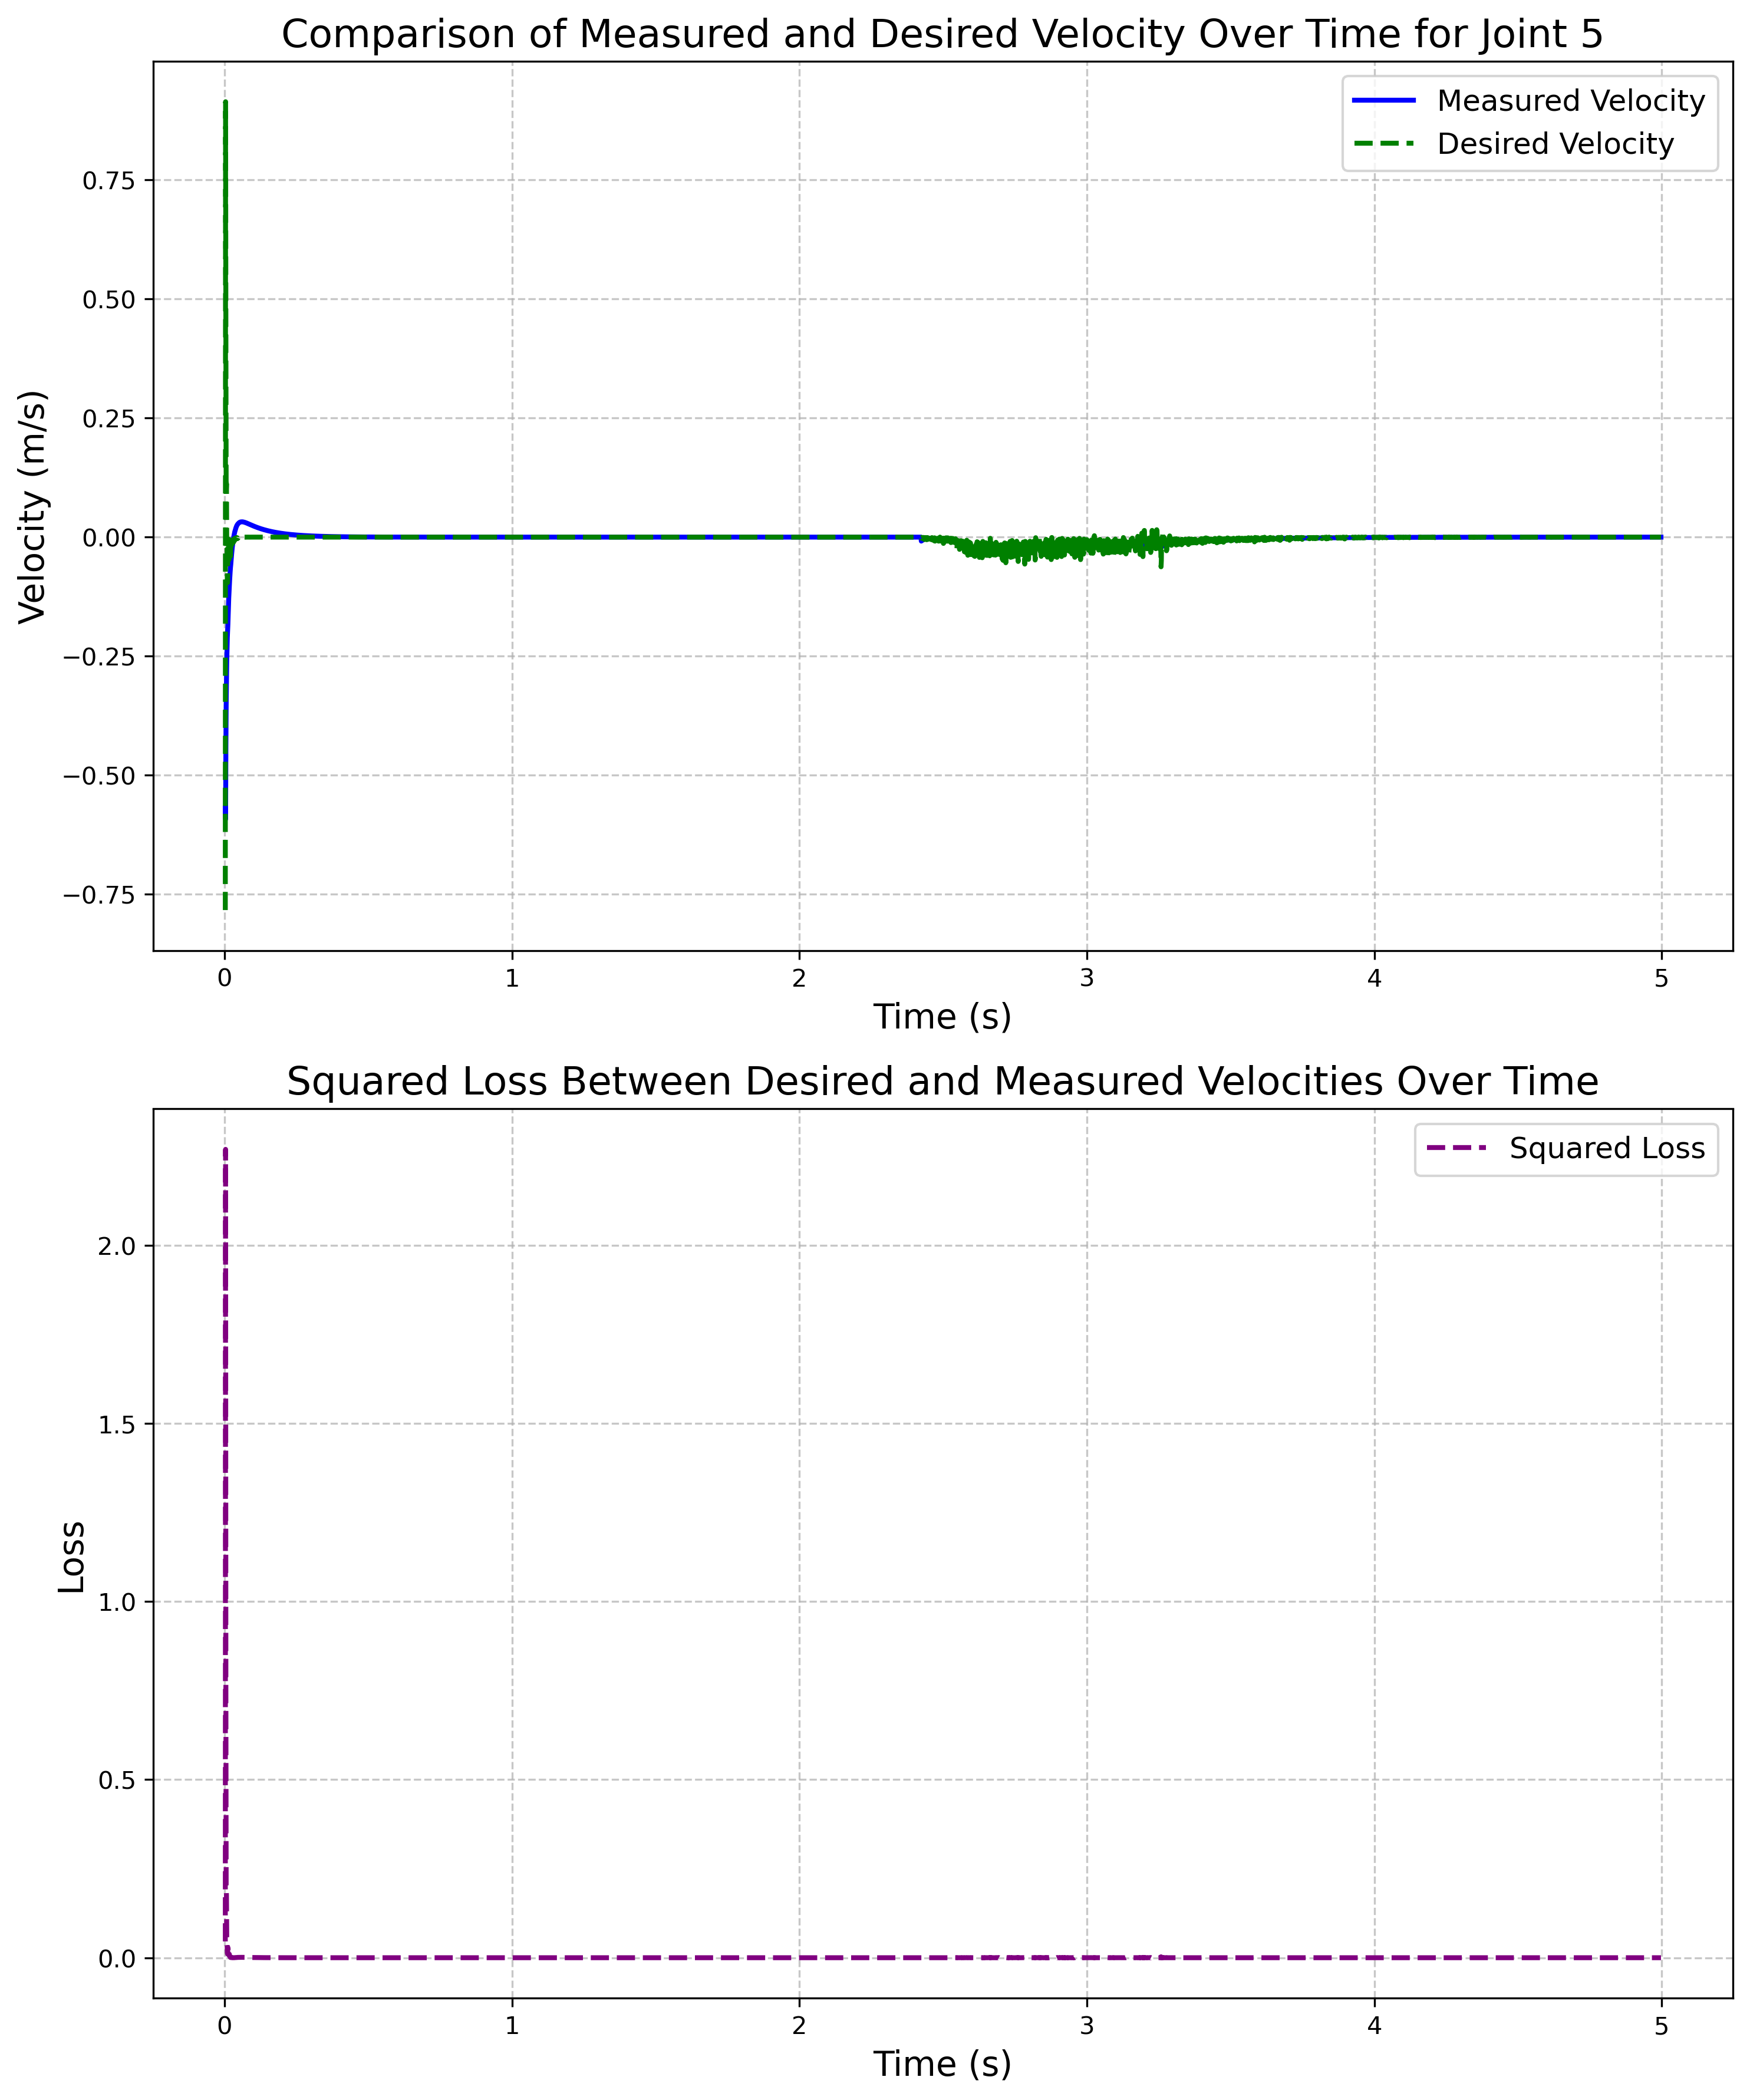 Comparison of Measured and Desired Velocity Over Time for Joint 5
Measured Velocity
Desired Velocity
Velocity (m/s)
0.75
0.50
0.25
0.00
−0.25
−0.50
−0.75
0 1 2 3 4 5
Time (s)
Squared Loss Between Desired and Measured Velocities Over Time
Squared Loss
Loss
2.0
1.5
1.0
0.5
0.0
0 1 2 3 4 5
Time (s)